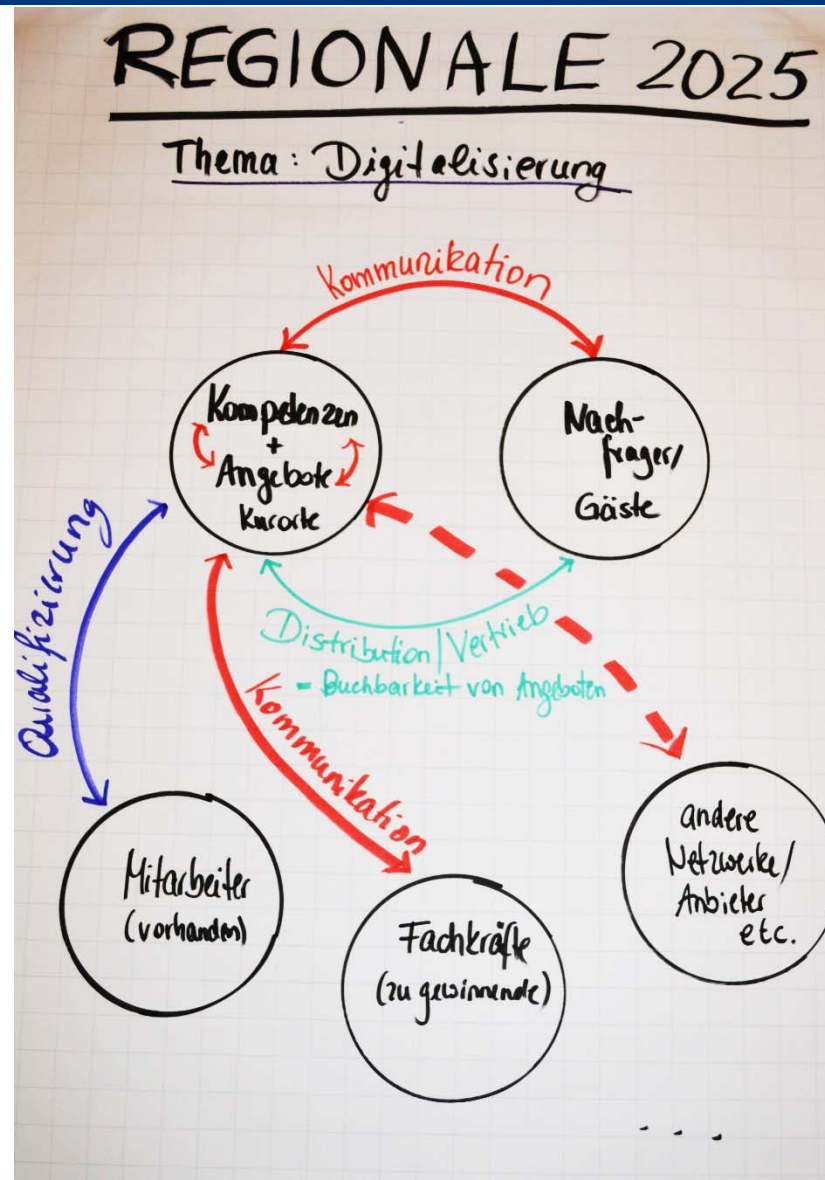 REGIONALE 2025
Thema: Digitalisierung
Kommunikation
Kompetenzen
+
Angebote
Kurorte
Nach-
frager/
Gäste
Qualifizierung
Distribution/Vertrieb
= Buchbarkeit von Angeboten
Kommunikation
Mitarbeiter
(vorhanden)
Fachkräfte
(zu gewinnende)
andere
Netzwerke/
Anbieter
etc.
...